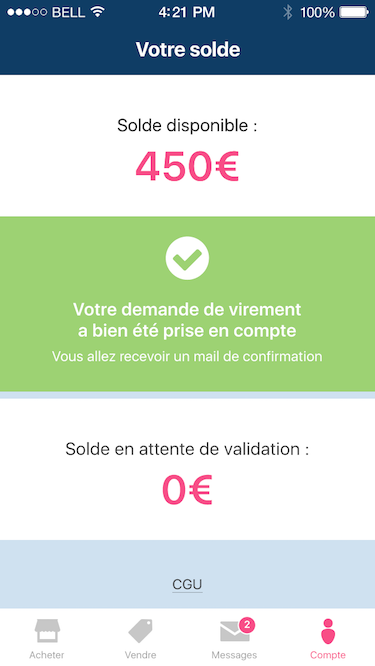 BELL 4:21 PM 100%
Votre solde
Solde disponible :
450€
Votre demande de virement
a bien été prise en compte
Vous allez recevoir un mail de confirmation
Solde en attente de validation :
0€
CGU
2
Acheter Vendre Messages Compte